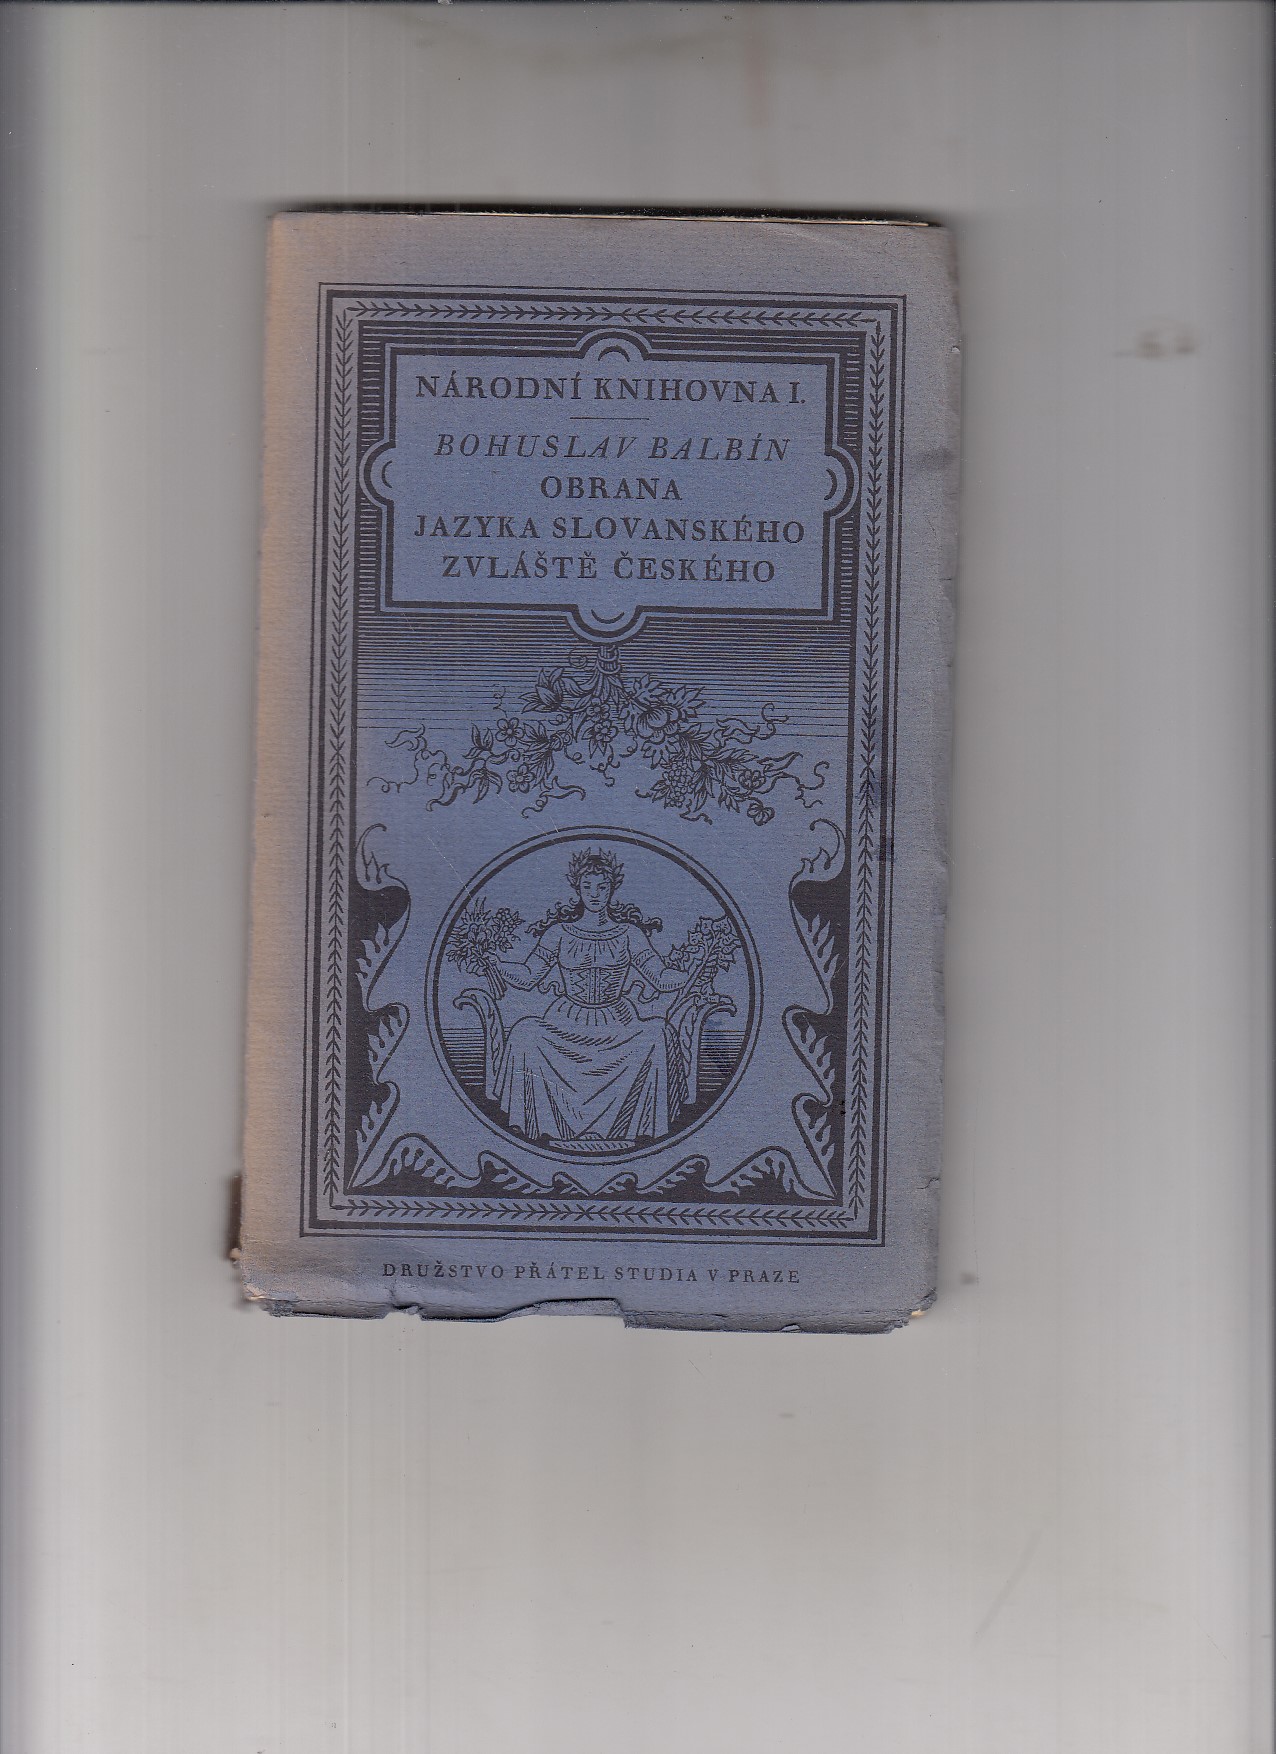 NÁRODNÍ KNIHOVNA I.
BOHUSLAV BALBÍN
OBRANA
JAZYKA SLOVANSKÉHO
ZVLÁŠTĚ ČESKÉHO
DRUŽSTVO PŘÁTEL STUDIA V PRAZE